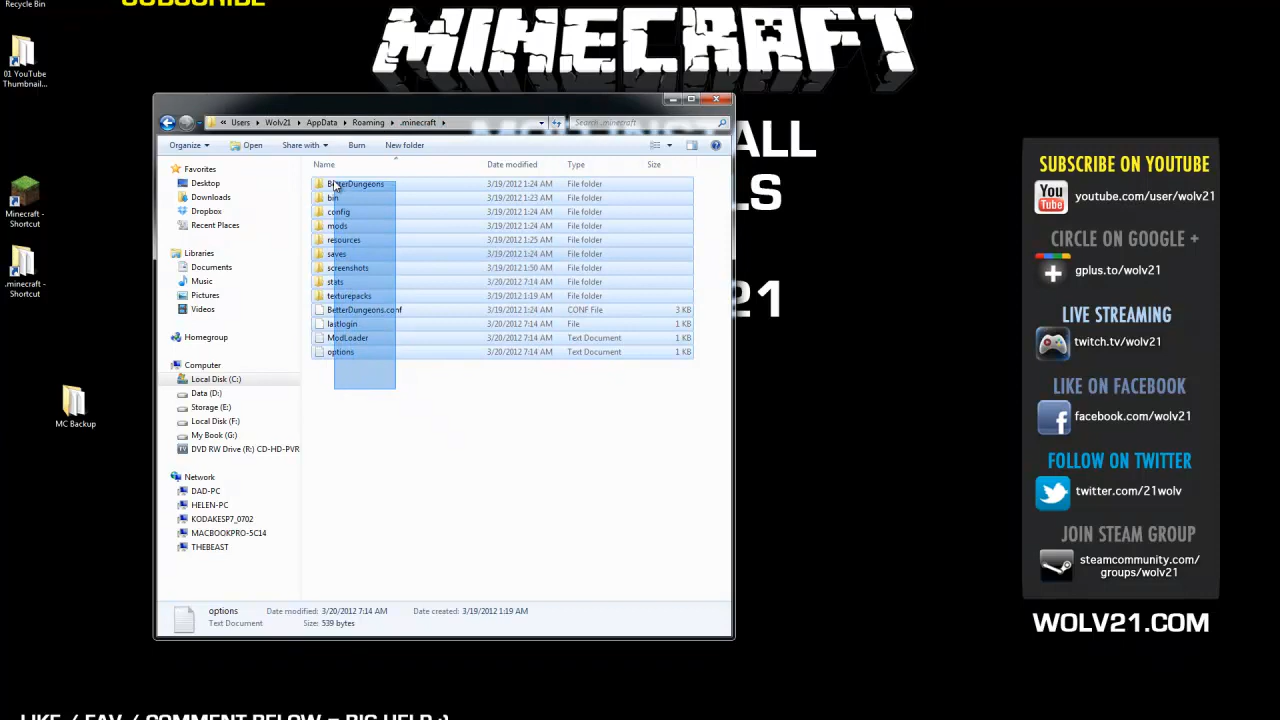 Recycle Bin
SUBSCRIBE
MINECRAFT
01 YouTube
Thumbnail...
Minecraft -
Shortcut
.minecraft -
Shortcut
MC Backup
ALL
LS
21
« Users Wolv21 AppData Roaming .minecraft
Search .minecraft
Organize Open Share with Burn New folder
Favorites
Desktop
Downloads
Dropbox
Recent Places
Libraries
Documents
Music
Pictures
Videos
Homegroup
Computer
Local Disk (C:)
Data (D:)
Storage (E:)
Local Disk (F:)
My Book (G:)
DVD RW Drive (R:) CD-HD-PVR
Network
DAD-PC
HELEN-PC
KODAKESP7_0702
MACBOOKPRO-5C14
THEBEAST
Name Date modified Type Size
BetterDungeons 3/19/2012 1:24 AM File folder
bin 3/19/2012 1:23 AM File folder
config 3/19/2012 1:24 AM File folder
mods 3/19/2012 1:24 AM File folder
resources 3/19/2012 1:25 AM File folder
saves 3/19/2012 1:24 AM File folder
screenshots 3/19/2012 1:50 AM File folder
stats 3/20/2012 7:14 AM File folder
texturepacks 3/19/2012 1:19 AM File folder
BetterDungeons.conf 3/19/2012 1:24 AM CONF File 3 KB
lastlogin 3/20/2012 7:14 AM File 1 KB
ModLoader 3/20/2012 7:14 AM Text Document 1 KB
options 3/20/2012 7:14 AM Text Document 1 KB
options Date modified: 3/20/2012 7:14 AM Date created: 3/19/2012 1:19 AM
Text Document Size: 539 bytes
SUBSCRIBE ON YOUTUBE
You Tube
youtube.com/user/wolv21
CIRCLE ON GOOGLE +
gplus.to/wolv21
LIVE STREAMING
twitch.tv/wolv21
LIKE ON FACEBOOK
facebook.com/wolv21
FOLLOW ON TWITTER
twitter.com/21wolv
JOIN STEAM GROUP
steamcommunity.com/
groups/wolv21
WOLV21.COM
LIKE / FAV / COMMENT BELOW = BIG HELP :)